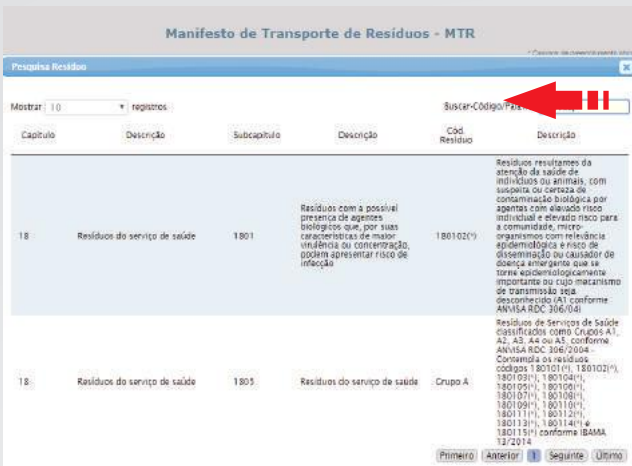 Manifesto de Transporte de Resíduos - MTR
Pesquisa Resíduo
Mostrar 10 registros
Buscar-Código/
Capitulo Descrição Subcapitulo Descrição Cód. Descrição
Resíduo
18
Resíduos do serviço de saúde
1801
Resíduos com a possível
presença de agentes
biológicos que, por suas
características de maior
virulência ou concentração,
podem apresentar risco de
infecção
180102(*)
Resíduos resultantes da
atenção da saúde de
indivíduos ou animais, com
suspeita ou certeza de
contaminação biológica por
agentes com elevado risco
individual e elevado risco para
a comunidade, micro-
organismos com relevância
epidemiológica e risco de
disseminação ou causador de
doença emergente que se
torne epidemiologicamente
importante ou cujo mecanismo
de transmissão seja
desconhecido (A1 conforme
ANVISA RDC 306/04)
18
Resíduos do serviço de saúde
1805
Resíduos do serviço de saúde
Grupo A
Resíduos de Serviços de Saúde
classificados como Grupos A1,
A2, A3, A4 ou A5, conforme
ANVISA RDC 306/2004 -
Contempla os resíduos
códigos 180101(*), 180102(*),
180103(*), 180104(*),
180105(*), 180106(*),
180107(*), 180108(*),
180109(*), 180110(*),
180111(*), 180112(*),
180113(*), 180114(*) e
180115(*) conforme IBAMA
13/2014
Primeiro Anterior 1 Seguinte Último